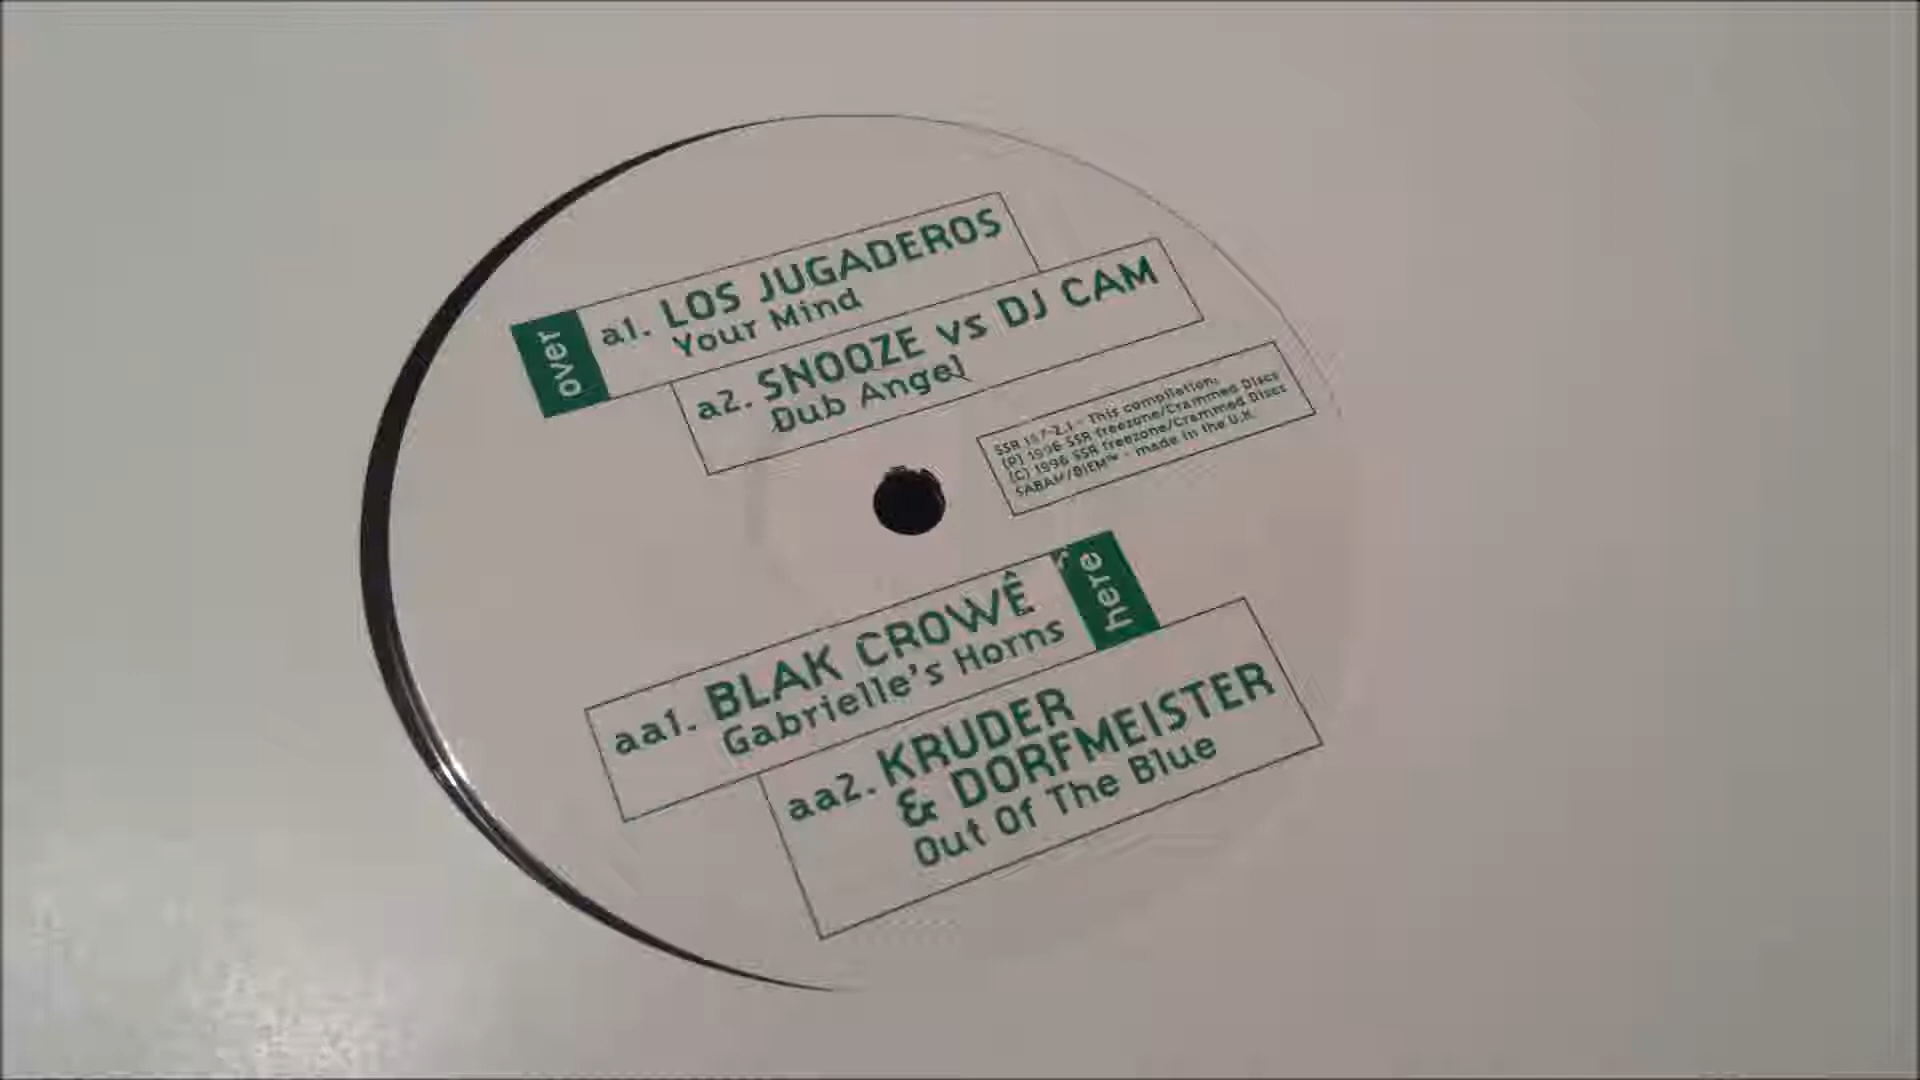 over
a1. LOS JUGADEROS
Your Mind
a2. SNOOZE vs DJ CAM
Dub Angel
This compilation:
(P) 1996 SSR freezone/Crammed Discs
(C) 1996 SSR freezone/Crammed Discs
SABAM/BIEM™ - made in the U.K.
here
aa1. BLAK CROWÊ
Gabrielle's Horns
aa2. KRUDER
& DORFMEISTER
Out Of The Blue